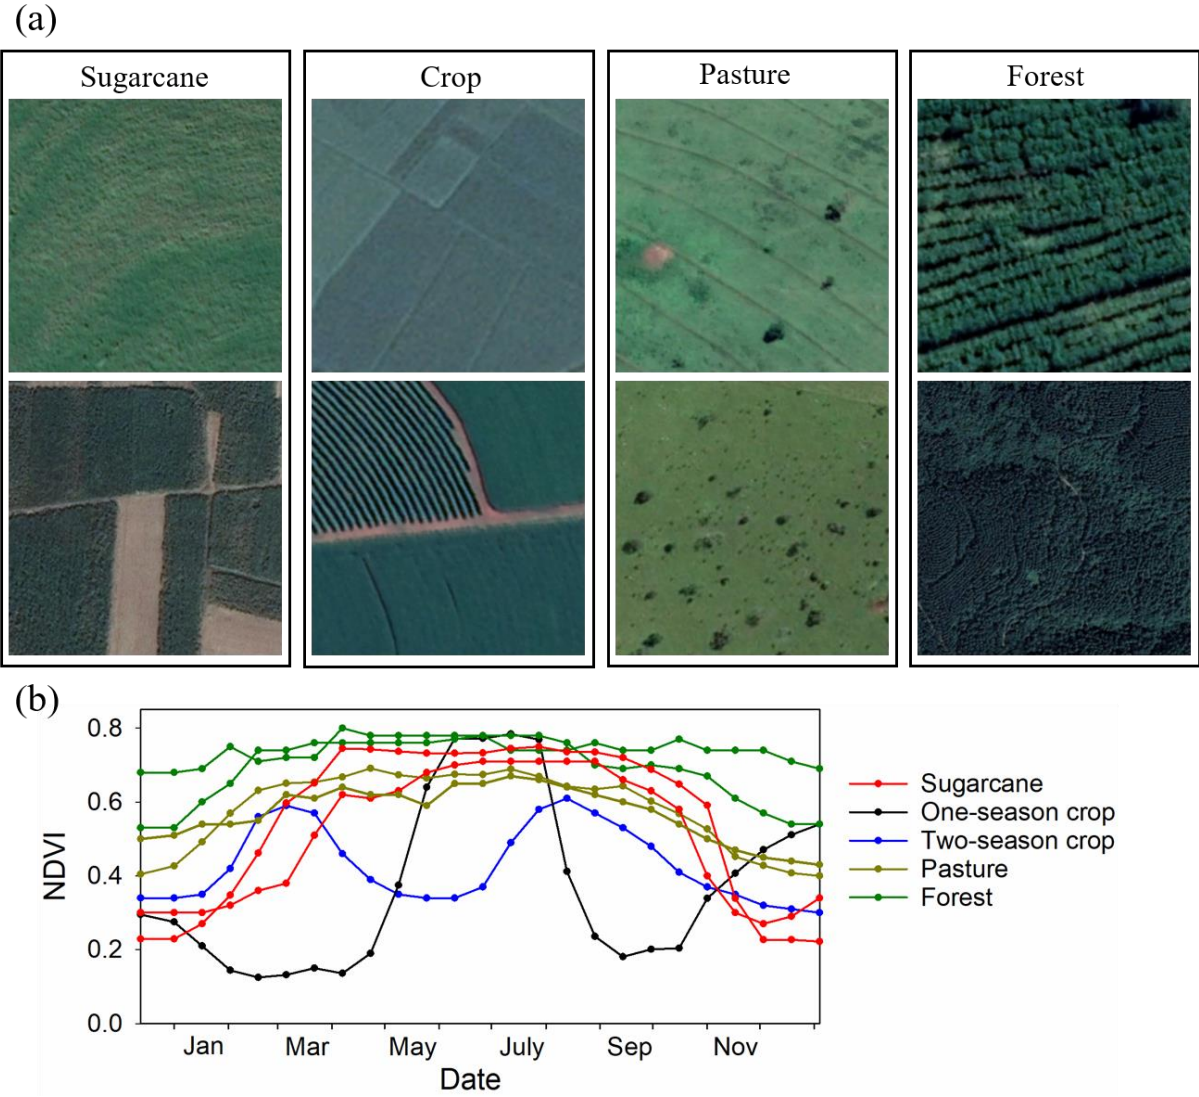 (a)
Sugarcane
Crop
Pasture
Forest
(b)
NDVI
0.8
0.6
0.4
0.2
0.0
Jan Mar May July Sep Nov
Date
Sugarcane
One-season crop
Two-season crop
Pasture
Forest